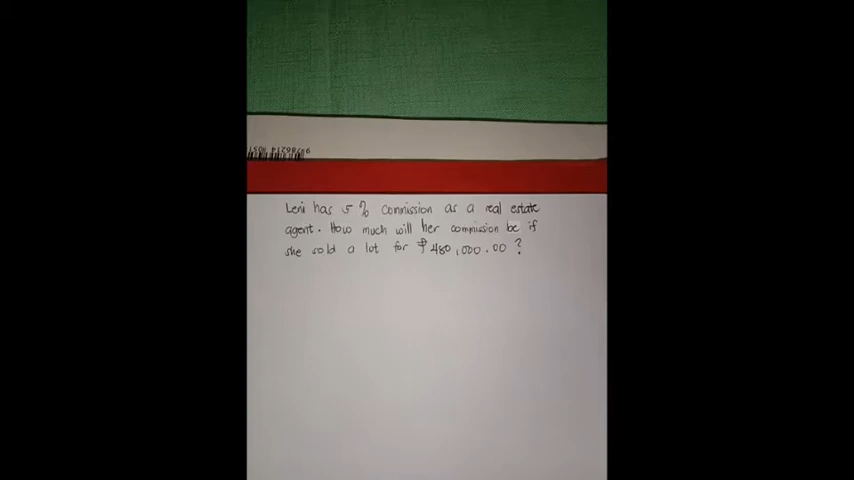 Leni has 5% commission as a real estate
agent. How much will her commission be if
she sold a lot for ₱480,000.00?